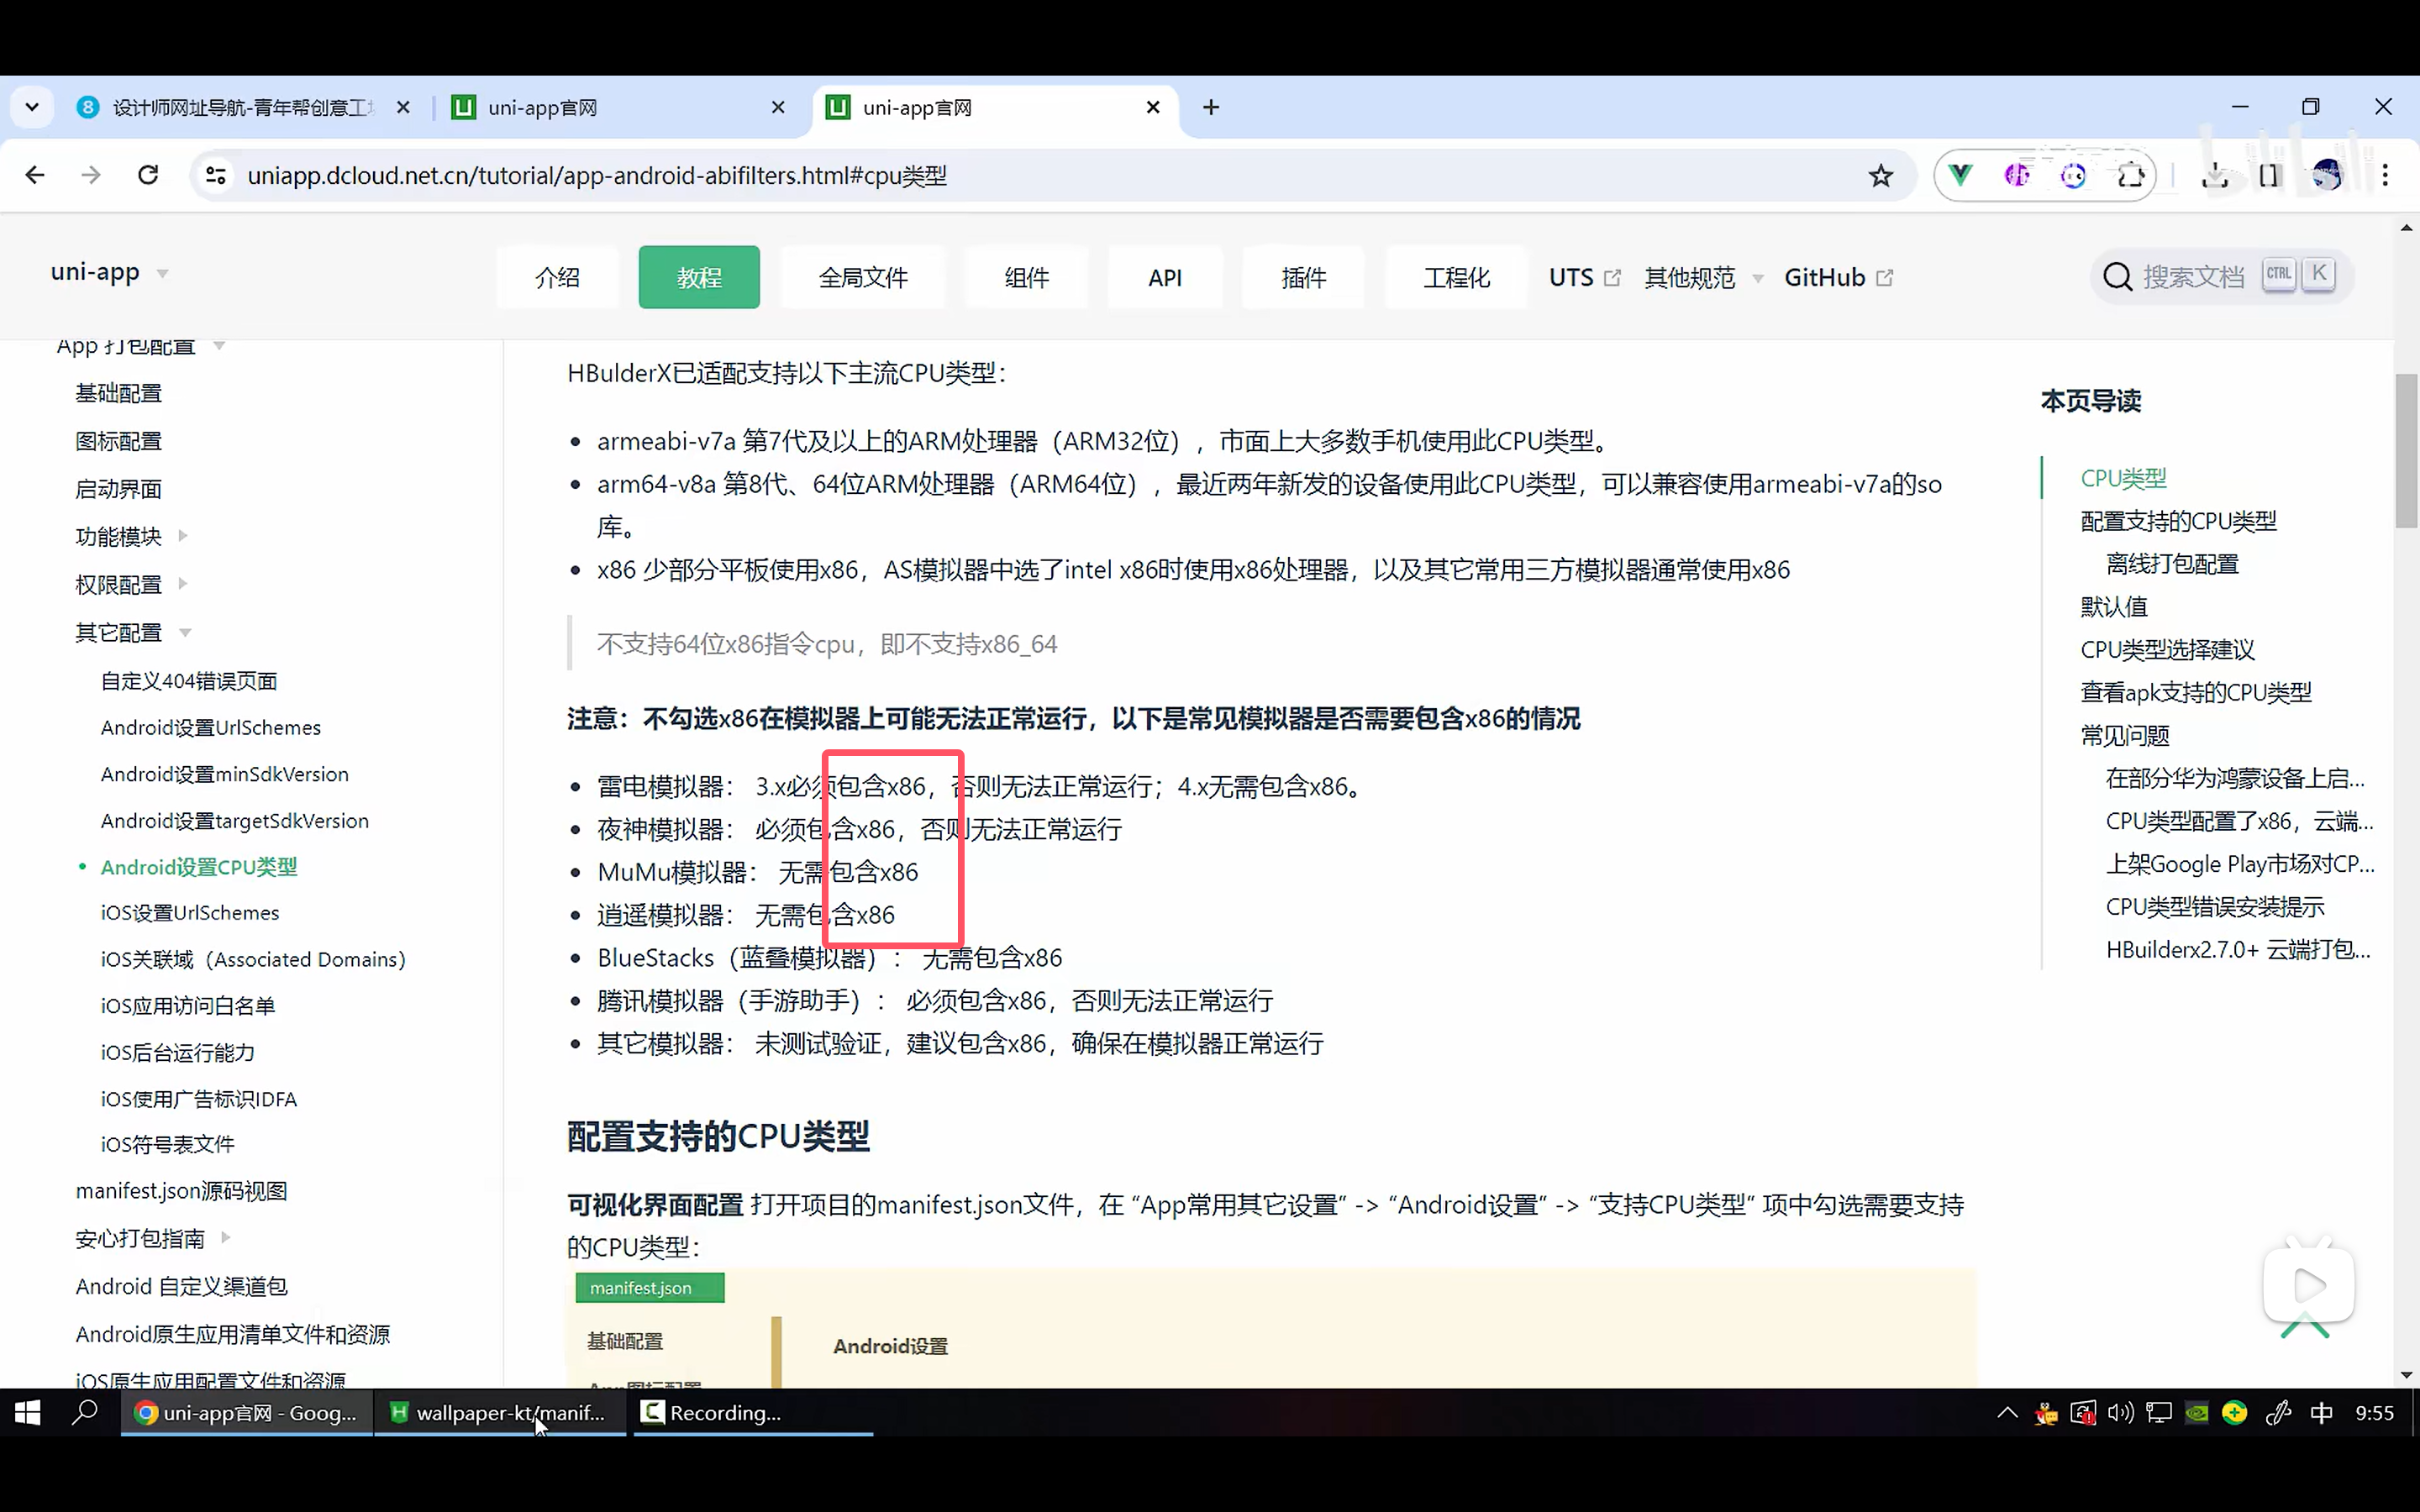 设计师网址导航-青年帮创意工
uni-app官网
uni-app官网
uniapp.dcloud.net.cn/tutorial/app-android-abifilters.html#cpu类型
bilibili
uni-app
介绍
教程
全局文件
组件
API
插件
工程化
UTS
其他规范
GitHub
搜索文档
CTRL
K
App 打包配置
基础配置
图标配置
启动界面
功能模块
权限配置
其它配置
自定义404错误页面
Android设置UrlSchemes
Android设置minSdkVersion
Android设置targetSdkVersion
Android设置CPU类型
iOS设置UrlSchemes
iOS关联域（Associated Domains）
iOS应用访问白名单
iOS后台运行能力
iOS使用广告标识IDFA
iOS符号表文件
manifest.json源码视图
安心打包指南
Android 自定义渠道包
Android原生应用清单文件和资源
iOS原生应用配置文件和资源
HBulderX已适配支持以下主流CPU类型：
armeabi-v7a 第7代及以上的ARM处理器（ARM32位），市面上大多数手机使用此CPU类型。
arm64-v8a 第8代、64位ARM处理器（ARM64位），最近两年新发的设备使用此CPU类型，可以兼容使用armeabi-v7a的so
库。
x86 少部分平板使用x86，AS模拟器中选了intel x86时使用x86处理器，以及其它常用三方模拟器通常使用x86
不支持64位x86指令cpu，即不支持x86_64
注意：不勾选x86在模拟器上可能无法正常运行，以下是常见模拟器是否需要包含x86的情况
雷电模拟器： 3.x必须包含x86，否则无法正常运行；4.x无需包含x86。
夜神模拟器： 必须包含x86，否则无法正常运行
MuMu模拟器： 无需包含x86
逍遥模拟器： 无需包含x86
BlueStacks（蓝叠模拟器）： 无需包含x86
腾讯模拟器（手游助手）： 必须包含x86，否则无法正常运行
其它模拟器： 未测试验证，建议包含x86，确保在模拟器正常运行
配置支持的CPU类型
可视化界面配置 打开项目的manifest.json文件，在 “App常用其它设置” -> “Android设置” -> “支持CPU类型” 项中勾选需要支持
的CPU类型：
manifest.json
基础配置
App图标配置
Android设置
本页导读
CPU类型
配置支持的CPU类型
离线打包配置
默认值
CPU类型选择建议
查看apk支持的CPU类型
常见问题
在部分华为鸿蒙设备上启...
CPU类型配置了x86，云端...
上架Google Play市场对CP...
CPU类型错误安装提示
HBuilderx2.7.0+ 云端打包...
uni-app官网 - Goog...
wallpaper-kt/manif...
Recording...
中
9:55